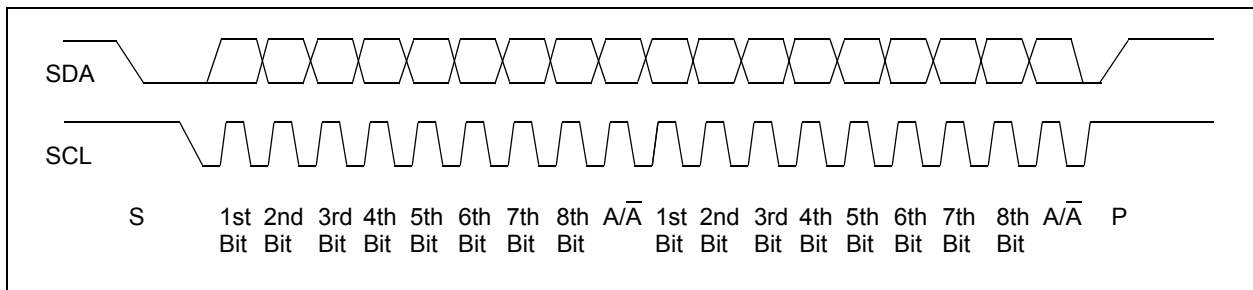 SDA
SCL
S 1st 2nd 3rd 4th 5th 6th 7th 8th A/A̅ 1st 2nd 3rd 4th 5th 6th 7th 8th A/A̅ P
Bit Bit Bit Bit Bit Bit Bit Bit Bit Bit Bit Bit Bit Bit Bit Bit